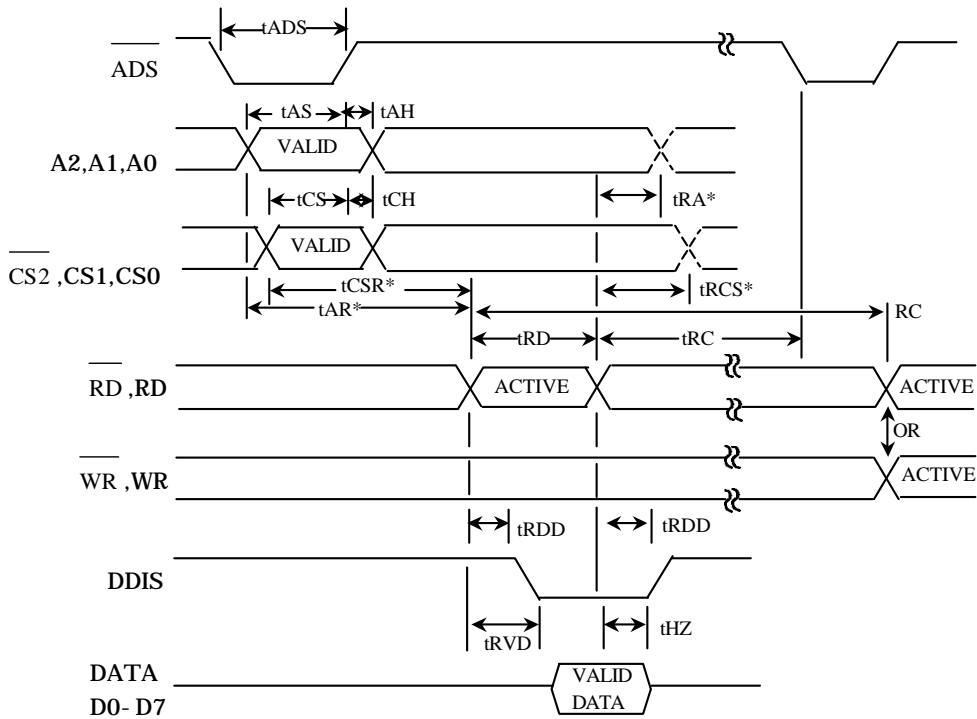 tADS
ADS
tAS
tAH
VALID
A2,A1,A0
tCS
tCH
tRA*
VALID
CS2 ,CS1,CS0
tCSR*
tRCS*
tAR*
RC
tRD
tRC
RD ,RD
ACTIVE
ACTIVE
OR
WR ,WR
ACTIVE
tRDD
tRDD
DDIS
tRVD
tHZ
DATA
D0- D7
VALID
DATA